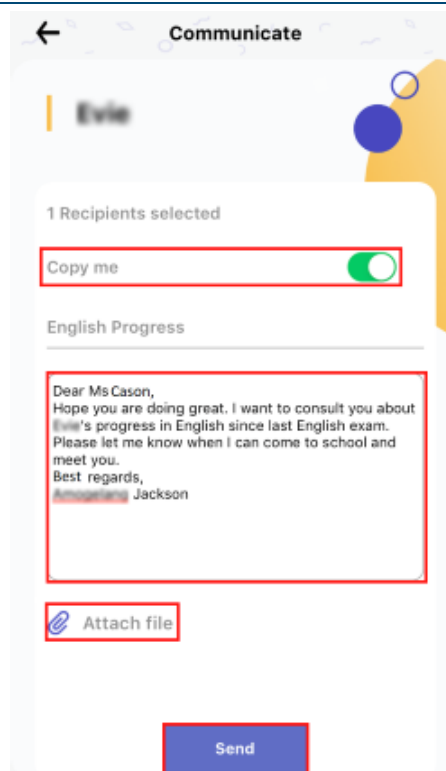 Communicate
1 Recipients selected
Copy me
English Progress
Dear Ms Cason,
Hope you are doing great. I want to consult you about
's progress in English since last English exam.
Please let me know when I can come to school and
meet you.
Best regards,
Jackson
Attach file
Send